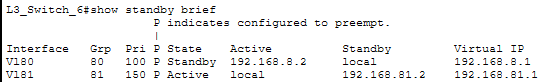 L3_Switch_6#show standby brief
                     P indicates configured to preempt.
                     |
Interface   Grp  Pri P State    Active          Standby         Virtual IP
Vl80        80   100 P Standby  192.168.8.2     local           192.168.8.1
Vl81        81   150 P Active   local           192.168.81.2    192.168.81.1